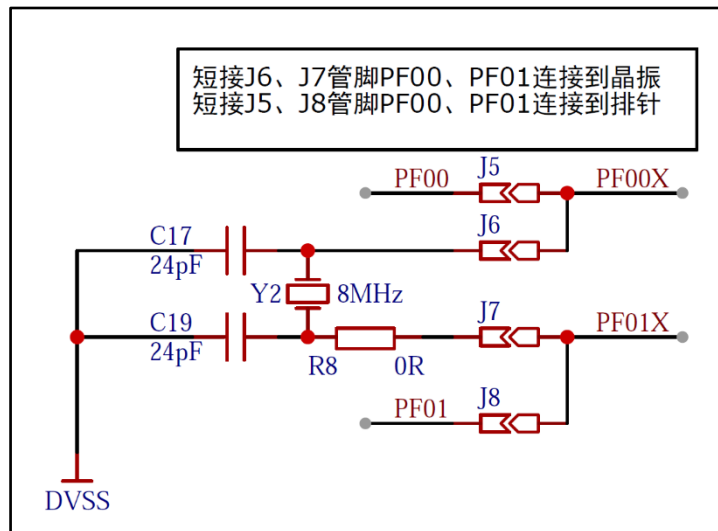 短接J6、J7管脚PF00、PF01连接到晶振
短接J5、J8管脚PF00、PF01连接到排针
J5
PF00
PF00X
J6
C17
24pF
Y2
8MHz
C19
24pF
J7
PF01X
R8
0R
J8
PF01
DVSS